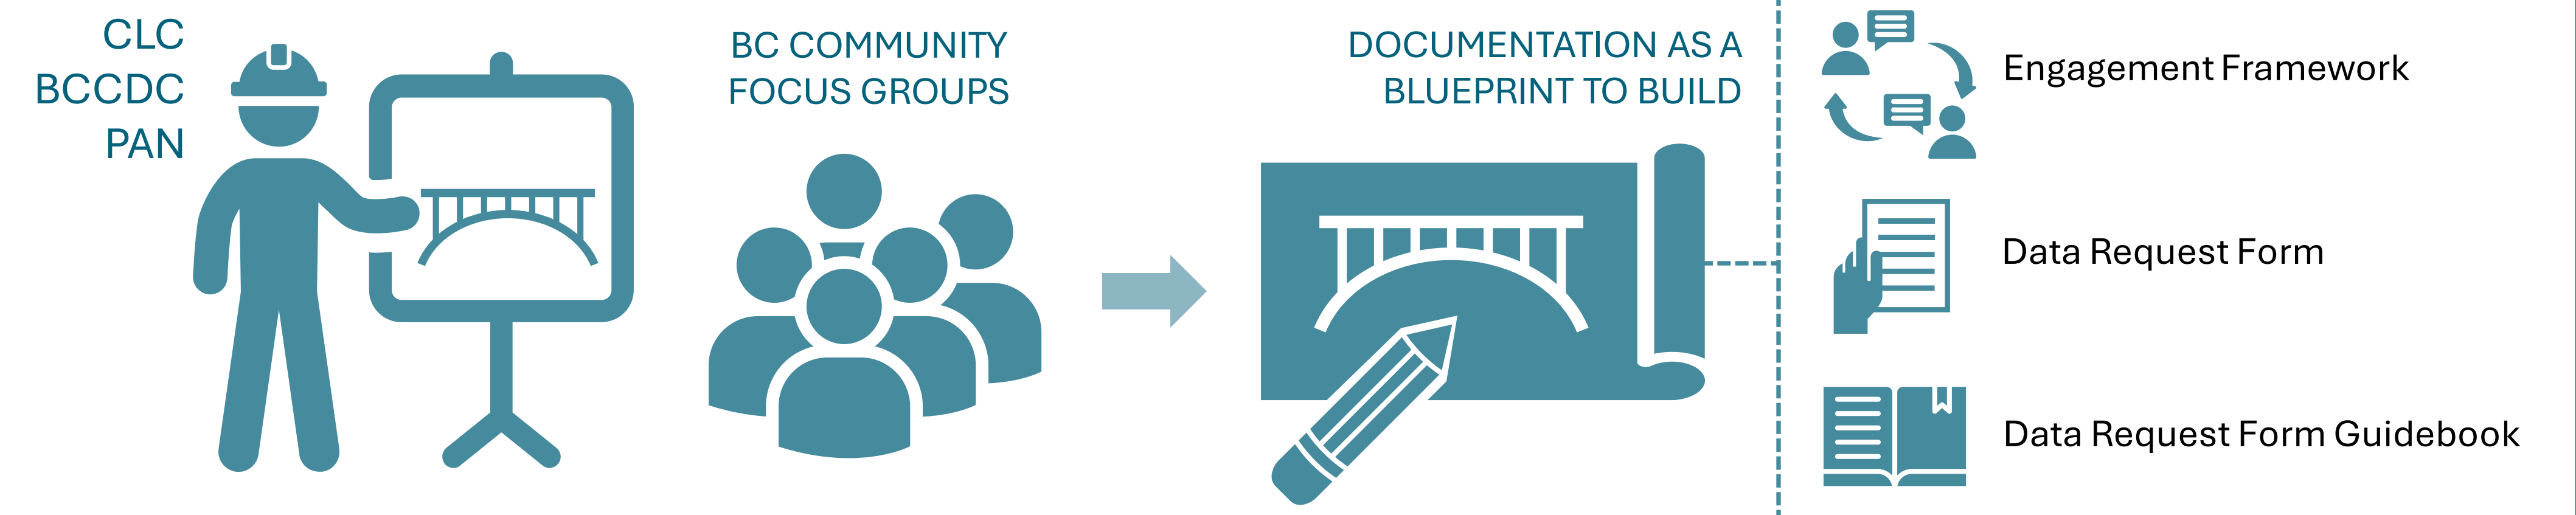 CLC
BCCDC
PAN
BC COMMUNITY
FOCUS GROUPS
DOCUMENTATION AS A
BLUEPRINT TO BUILD
Engagement Framework
Data Request Form
Data Request Form Guidebook